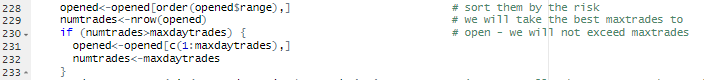 228 opened<-opened[order(opened$range),] # sort them by the risk
229 numtrades<-nrow(opened) # we will take the best maxtrades to
230 if (numtrades>maxdaytrades) { # open - we will not exceed maxtrades
231 opened<-opened[c(1:maxdaytrades),]
232 numtrades<-maxdaytrades
233 }